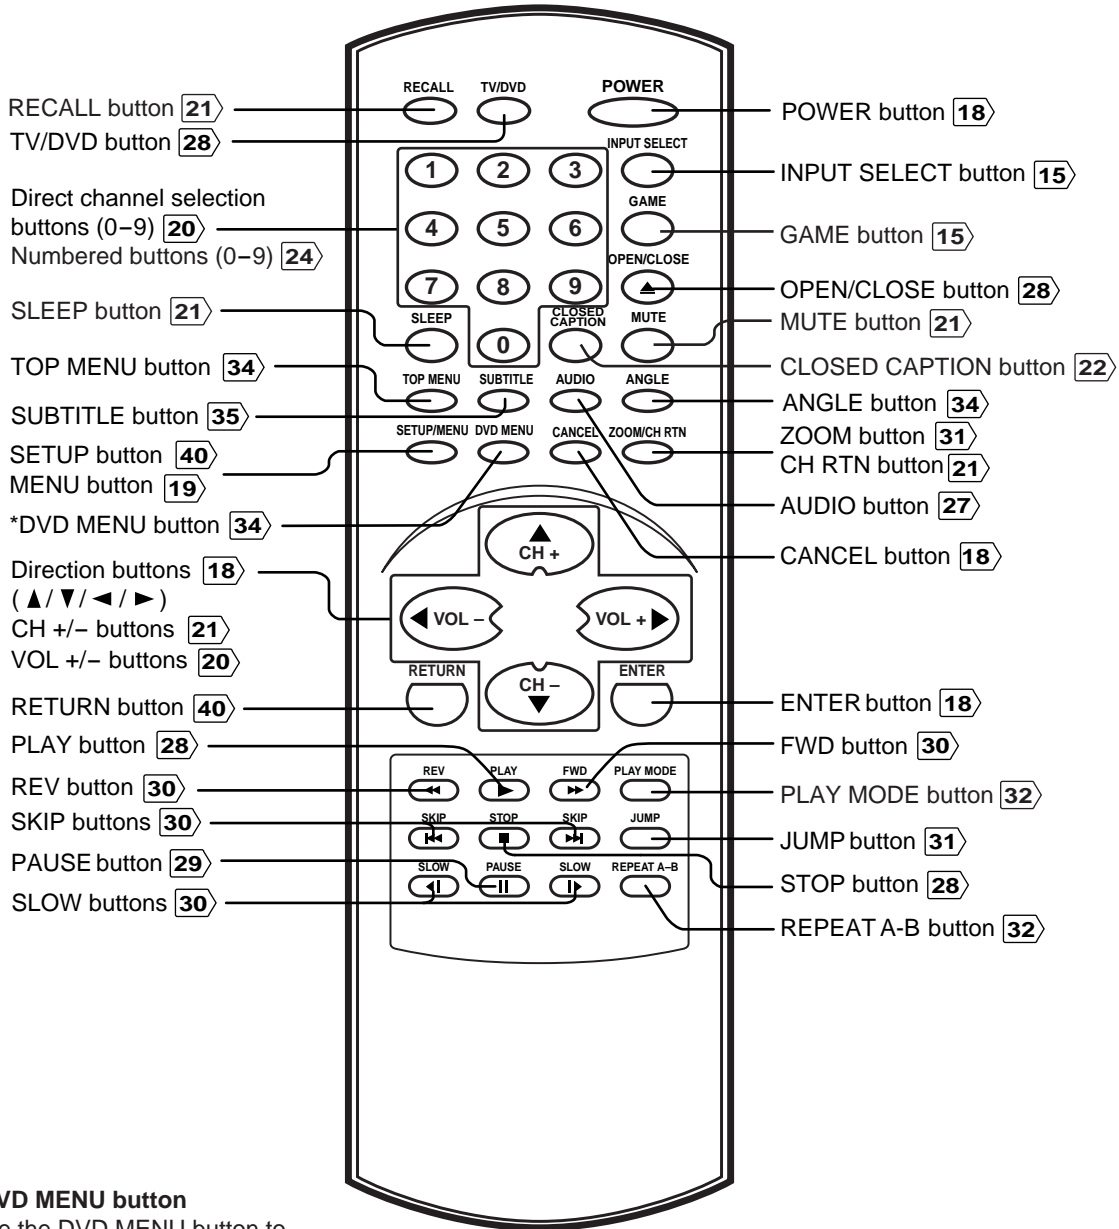 RECALL TV/DVD POWER
INPUT SELECT
1 2 3
GAME
4 5 6
OPEN/CLOSE
7 8 9
SLEEP CLOSED CAPTION MUTE
0
TOP MENU SUBTITLE AUDIO ANGLE
SETUP/MENU DVD MENU CANCEL ZOOM/CH RTN
▲
CH +
◀ VOL – VOL + ▶
RETURN CH – ENTER
▼
REV PLAY FWD PLAY MODE
SKIP STOP SKIP JUMP
SLOW PAUSE SLOW REPEAT A–B
RECALL button 21
TV/DVD button 28
Direct channel selection
buttons (0–9) 20
Numbered buttons (0–9) 24
SLEEP button 21
TOP MENU button 34
SUBTITLE button 35
SETUP button 40
MENU button 19
*DVD MENU button 34
Direction buttons 18
( ▲ / ▼ / ◄ / ► )
CH +/– buttons 21
VOL +/– buttons 20
RETURN button 40
PLAY button 28
REV button 30
SKIP buttons 30
PAUSE button 29
SLOW buttons 30
POWER button 18
INPUT SELECT button 15
GAME button 15
OPEN/CLOSE button 28
MUTE button 21
CLOSED CAPTION button 22
ANGLE button 34
ZOOM button 31
CH RTN button 21
AUDIO button 27
CANCEL button 18
ENTER button 18
FWD button 30
PLAY MODE button 32
JUMP button 31
STOP button 28
REPEAT A-B button 32
VD MENU button
the DVD MENU button to